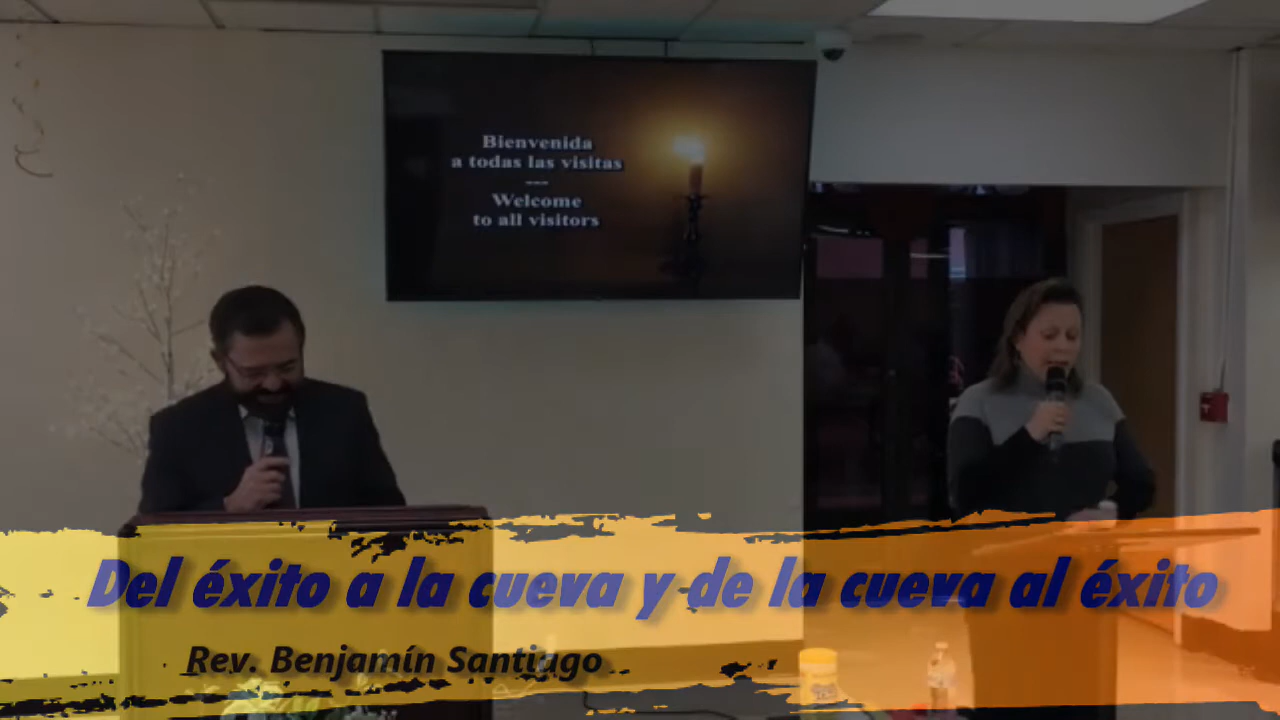 Bienvenida
a todas las visitas
---
Welcome
to all visitors
Del éxito a la cueva y de la cueva al éxito
Rev. Benjamín Santiago